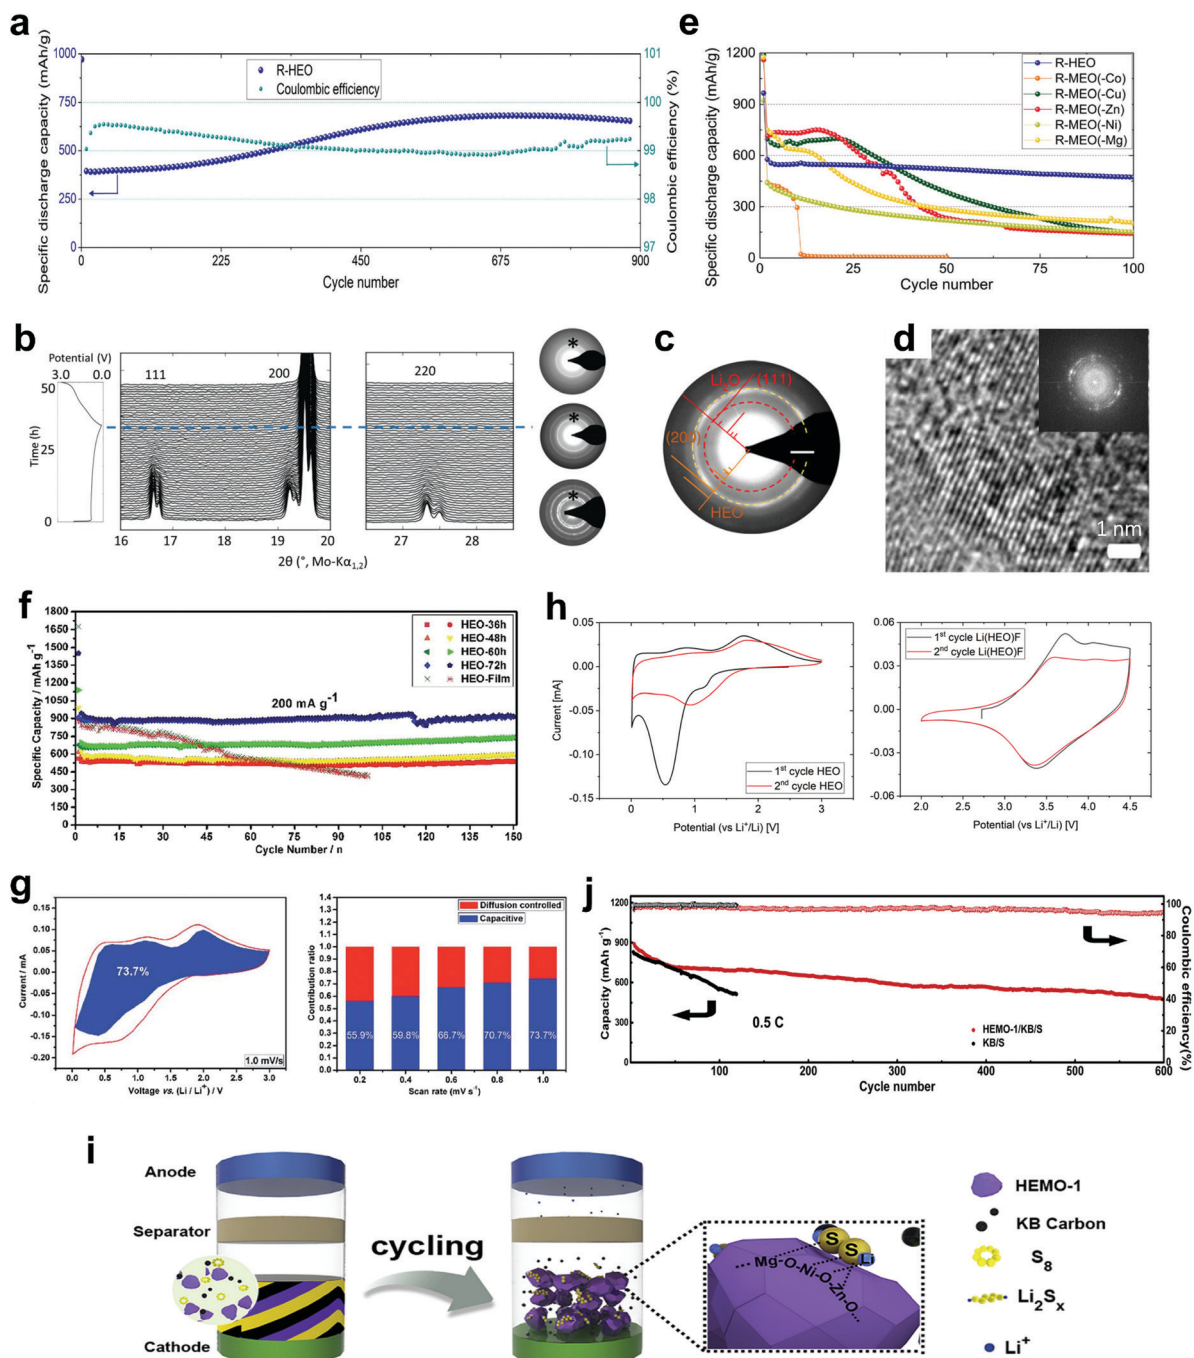 a
Specific discharge capacity (mAh/g)
1000
750
500
250
0
R-HEO
Coulombic efficiency
101
100
99
98
97
Coulombic efficiency (%)
0
225
450
675
900
Cycle number
e
Specific discharge capacity (mAh/g)
1200
900
600
300
0
R-HEO
R-MEO(-Co)
R-MEO(-Cu)
R-MEO(-Zn)
R-MEO(-Ni)
R-MEO(-Mg)
0
25
50
75
100
Cycle number
b
Potential (V)
3.0
0.0
50
25
0
Time (h)
111
200
220
16
17
18
19
20
27
28
2θ (°, Mo-Kα1,2)
*
*
*
c
Li2O
(111)
(200)
HEO
d
1 nm
f
Specific Capacity / mAh g-1
1800
1650
1500
1350
1200
1050
900
750
600
450
300
150
0
HEO-36h
HEO-48h
HEO-60h
HEO-72h
HEO-Film
200 mA g-1
0
15
30
45
60
75
90
105
120
135
150
Cycle Number / n
h
Current [mA]
0.05
0.00
-0.05
-0.10
-0.15
1st cycle HEO
2nd cycle HEO
0
1
2
3
Potential (vs Li+/Li) [V]
0.06
0.03
0.00
-0.03
-0.06
1st cycle Li(HEO)F
2nd cycle Li(HEO)F
2.0
2.5
3.0
3.5
4.0
4.5
Potential (vs Li+/Li) [V]
g
Current / mA
0.15
0.10
0.05
0.00
-0.05
-0.10
-0.15
-0.20
73.7%
1.0 mV/s
0.0
0.5
1.0
1.5
2.0
2.5
3.0
Voltage vs. (Li / Li+) / V
Contribution ratio
1.4
1.3
1.2
1.1
1.0
0.9
0.8
0.7
0.6
0.5
0.4
0.3
0.2
0.1
0.0
Diffusion controlled
Capacitive
55.9%
59.8%
66.7%
70.7%
73.7%
0.2
0.4
0.6
0.8
1.0
Scan rate (mV s-1)
j
Capacity (mAh g-1)
1200
900
600
300
0
0.5 C
HEMO-1/KB/S
KB/S
100
80
60
40
20
0
Coulombic efficiency(%)
100
200
300
400
500
600
Cycle number
i
Anode
Separator
Cathode
cycling
S
S
Li
Mg-O-Ni-O-Zn-O
HEMO-1
KB Carbon
S8
Li2Sx
Li+